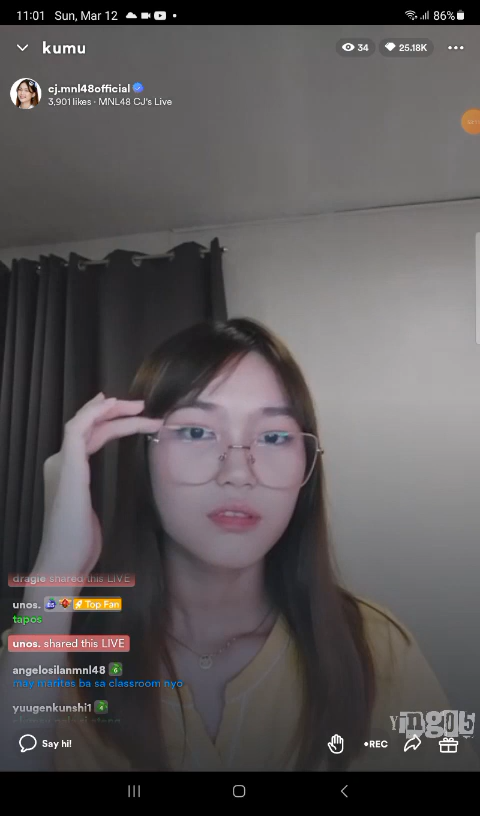 11:01 Sun, Mar 12
86%
kumu
34
25.18K
cj.mnl48official
3,901 likes · MNL48 CJ's Live
dragie shared this LIVE
unos. Top Fan
tapos
unos. shared this LIVE
angelosilanmnl48 6
may marites ba sa classroom nyo
yuugenkunshi1 4
Say hi!
•REC